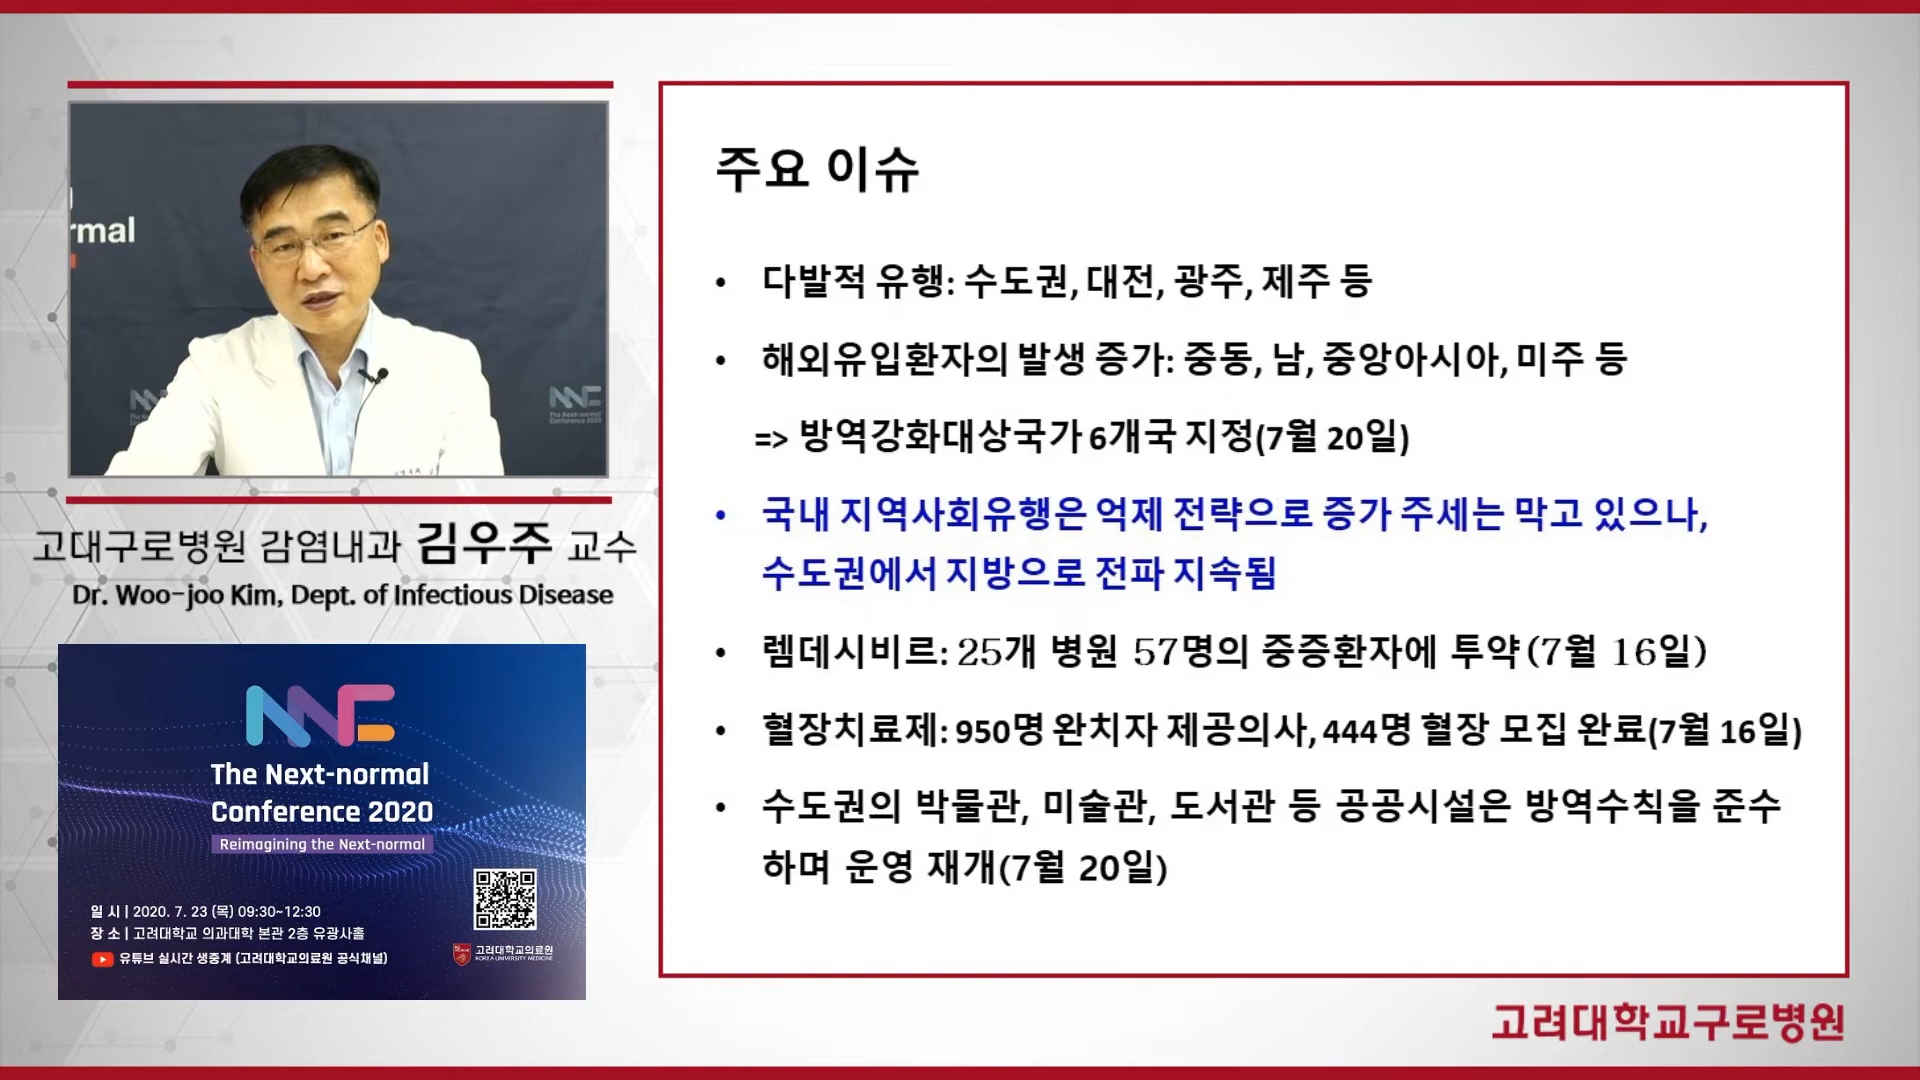 rmal
고대구로병원 감염내과 김우주 교수
Dr. Woo-joo Kim, Dept. of Infectious Disease
The Next-normal
Conference 2020
Reimagining the Next-normal
일 시 | 2020. 7. 23 (목) 09:30~12:30
장 소 | 고려대학교 의과대학 본관 2층 유광사홀
유튜브 실시간 생중계 (고려대학교의료원 공식채널)
고려대학교의료원
KOREA UNIVERSITY MEDICINE
주요 이슈
• 다발적 유행: 수도권, 대전, 광주, 제주 등
• 해외유입환자의 발생 증가: 중동, 남, 중앙아시아, 미주 등
=> 방역강화대상국가 6개국 지정(7월 20일)
• 국내 지역사회유행은 억제 전략으로 증가 주세는 막고 있으나,
수도권에서 지방으로 전파 지속됨
• 렘데시비르: 25개 병원 57명의 중증환자에 투약(7월 16일)
• 혈장치료제: 950명 완치자 제공의사, 444명 혈장 모집 완료(7월 16일)
• 수도권의 박물관, 미술관, 도서관 등 공공시설은 방역수칙을 준수
하며 운영 재개(7월 20일)
고려대학교구로병원